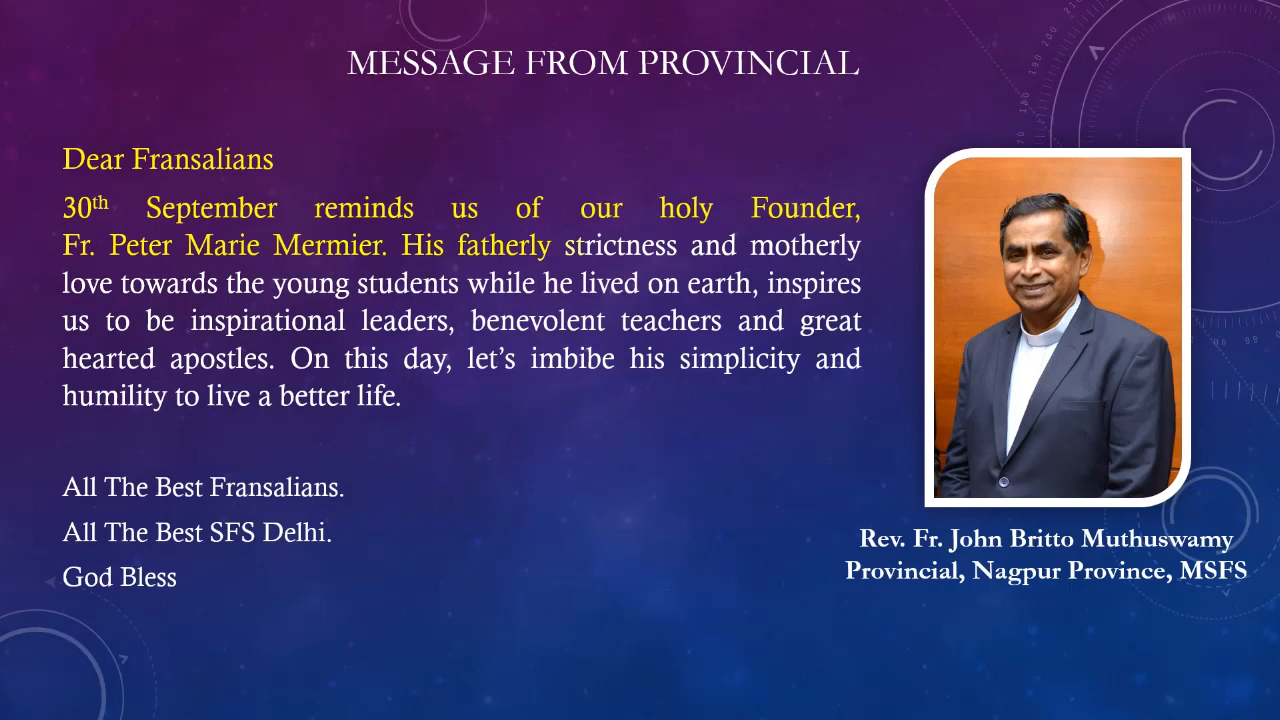 MESSAGE FROM PROVINCIAL
Dear Fransalians
30th September reminds us of our holy Founder,
Fr. Peter Marie Mermier. His fatherly strictness and motherly
love towards the young students while he lived on earth, inspires
us to be inspirational leaders, benevolent teachers and great
hearted apostles. On this day, let's imbibe his simplicity and
humility to live a better life.
All The Best Fransalians.
All The Best SFS Delhi.
God Bless
Rev. Fr. John Britto Muthuswamy
Provincial, Nagpur Province, MSFS